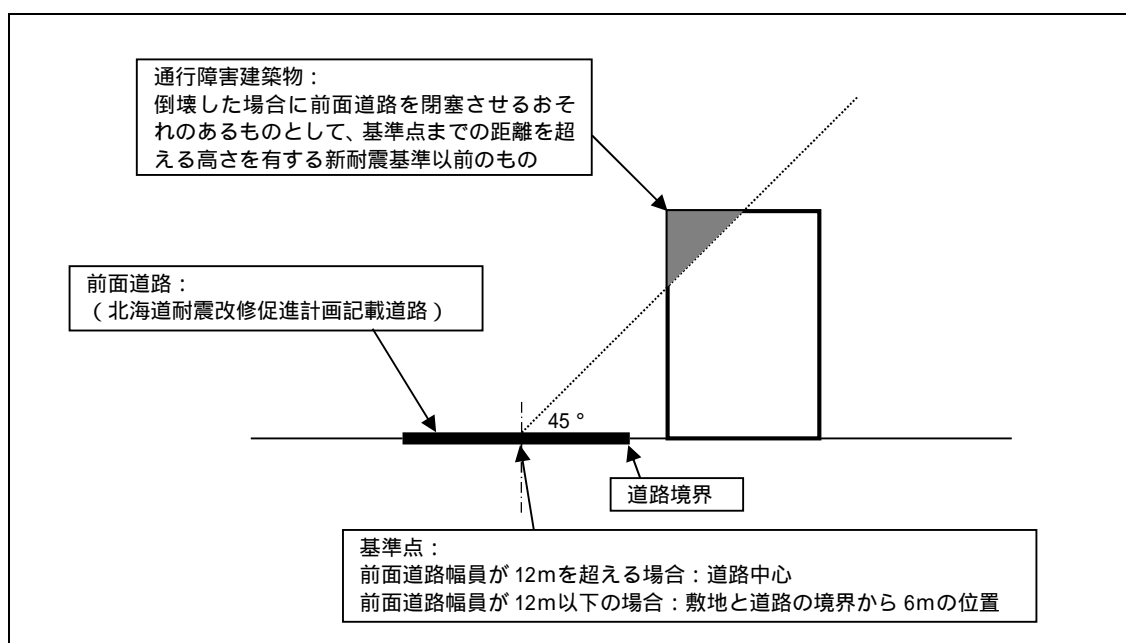 通行障害建築物：
倒壊した場合に前面道路を閉塞させるおそ
れのあるものとして、基準点までの距離を超
える高さを有する新耐震基準以前のもの
前面道路：
（北海道耐震改修促進計画記載道路）
45°
道路境界
基準点：
前面道路幅員が12mを超える場合：道路中心
前面道路幅員が12m以下の場合：敷地と道路の境界から6mの位置